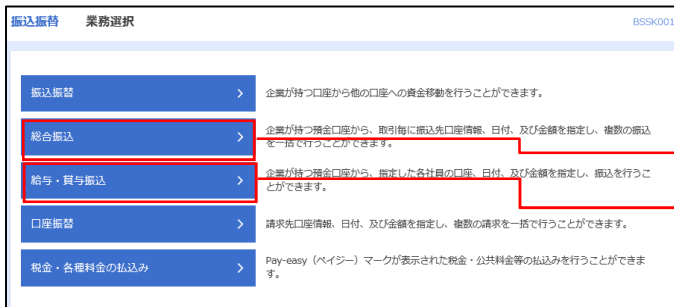 振込振替 業務選択 BSSK001
振込振替 企業が持つ口座から他の口座への資金移動を行うことができます。
総合振込 企業が持つ預金口座から、取引毎に振込先口座情報、日付、及び金額を指定し、複数の振込
を一括で行うことができます。
給与・賞与振込 企業が持つ預金口座から、指定した各社員の口座、日付、及び金額を指定し、振込を行うこ
とができます。
口座振替 請求先口座情報、日付、及び金額を指定し、複数の請求を一括で行うことができます。
税金・各種料金の払込み Pay-easy（ペイジー）マークが表示された税金・公共料金等の払込みを行うことができま
す。